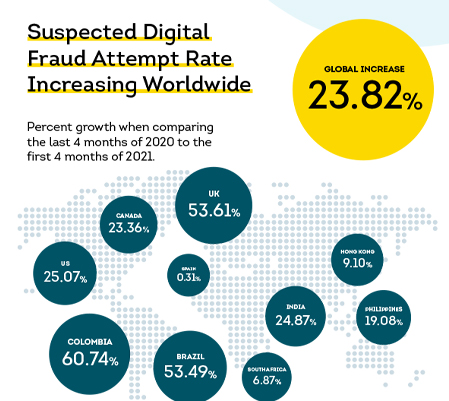 Suspected Digital
Fraud Attempt Rate
Increasing Worldwide
GLOBAL INCREASE
23.82%
Percent growth when comparing
the last 4 months of 2020 to the
first 4 months of 2021.
UK
53.61%
CANADA
23.36%
HONG KONG
9.10%
US
25.07%
SPAIN
0.31%
INDIA
24.87%
PHILIPPINES
19.08%
COLOMBIA
60.74%
BRAZIL
53.49%
SOUTH AFRICA
6.87%